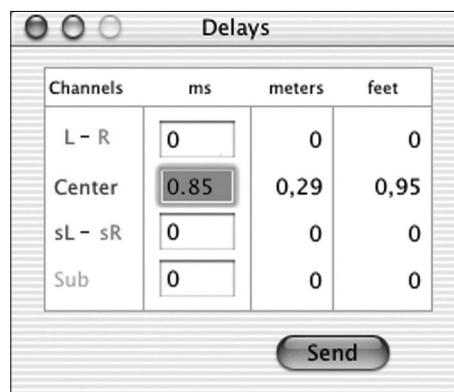 Delays
Channels ms meters feet
L - R 0 0 0
Center 0.85 0,29 0,95
sL - sR 0 0 0
Sub 0 0 0
Send